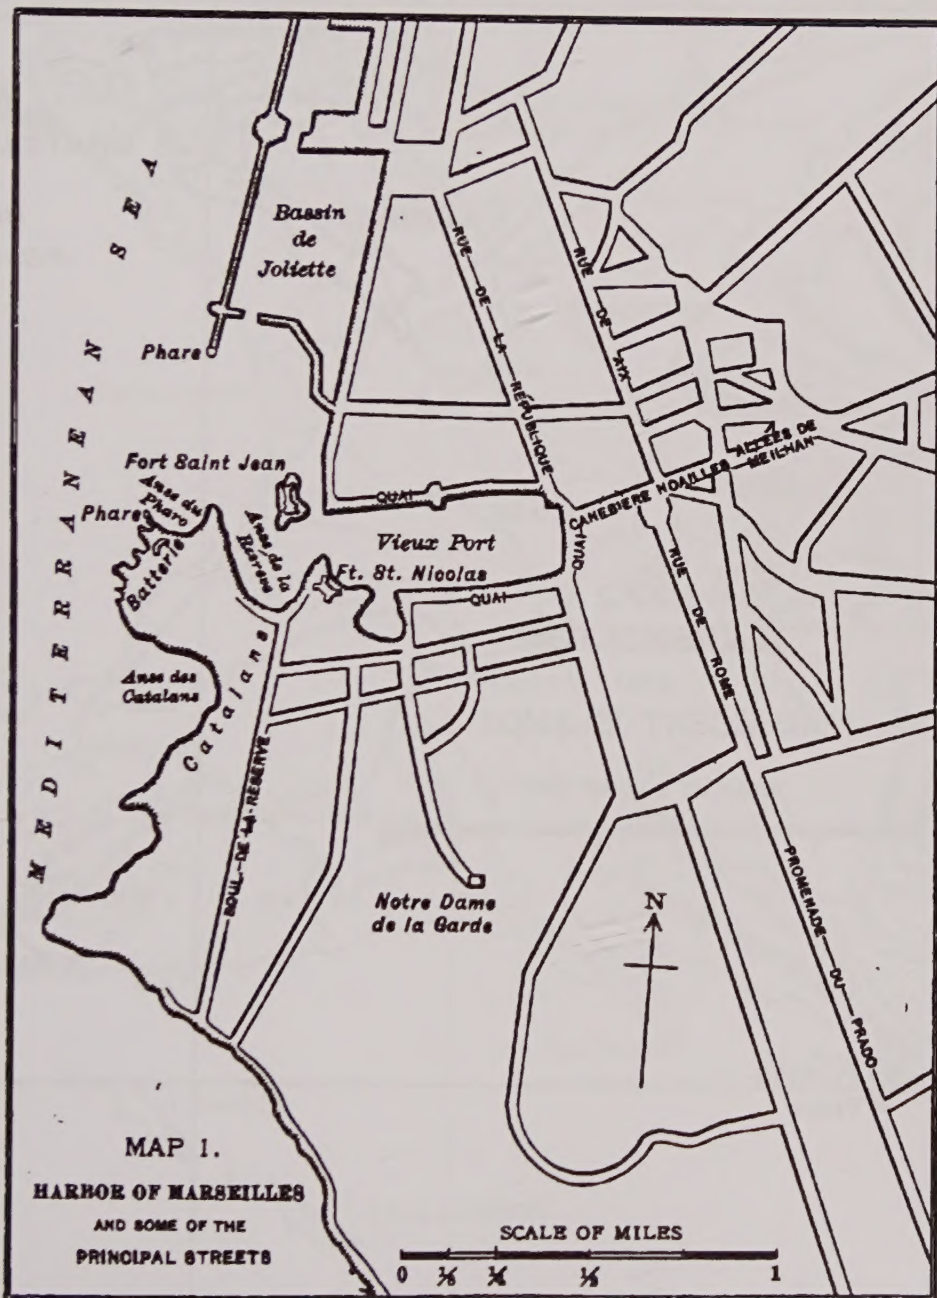 MEDITERRANEAN SEA
Bassin
de
Joliette
Phare
RUE DE LA REPUBLIQUE
RUE DE AIX
Fort Saint Jean
Anse du
Pharo
Phare
Batterie
Anse de la
Réserve
QUAI
Vieux Port
Ft. St. Nicolas
QUAI
QUAI
CANEBIERE NOAILLES ALLÉES DE
MEILHAN
RUE DE ROME
Anse des
Catalans
Catalans
BOUL. DE LA RÉSERVE
Notre Dame
de la Garde
N
PROMENADE DU PRADO
MAP 1.
HARBOR OF MARSEILLES
AND SOME OF THE
PRINCIPAL STREETS
SCALE OF MILES
0 1